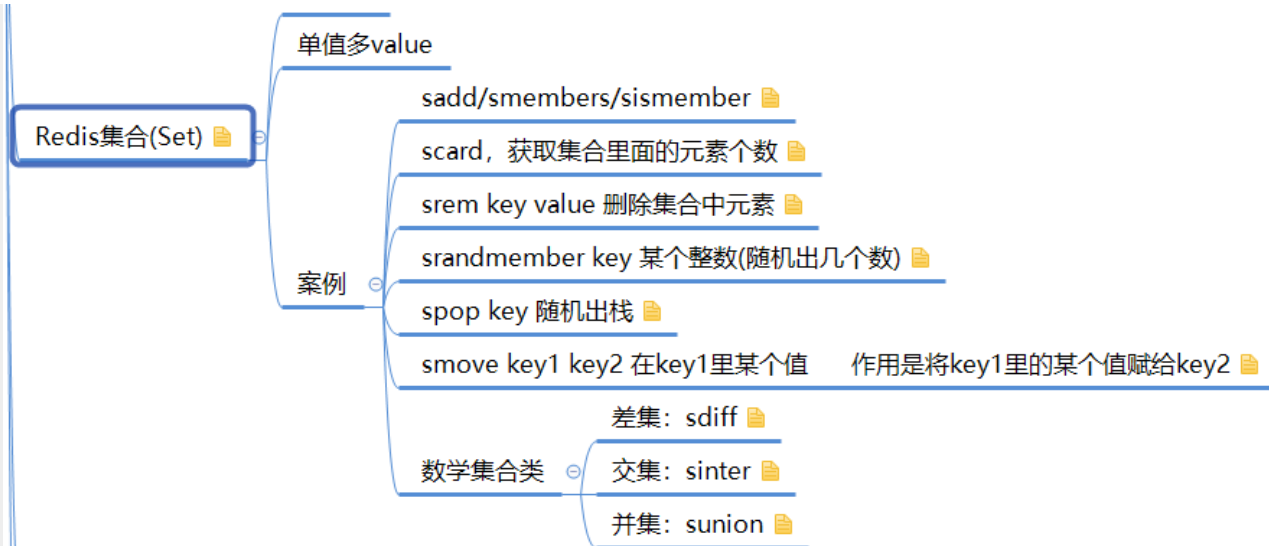 单值多value
sadd/smembers/sismember
Redis集合(Set)
scard，获取集合里面的元素个数
srem key value 删除集合中元素
srandmember key 某个整数(随机出几个数)
案例
spop key 随机出栈
smove key1 key2 在key1里某个值 作用是将key1里的某个值赋给key2
差集：sdiff
数学集合类
交集：sinter
并集：sunion